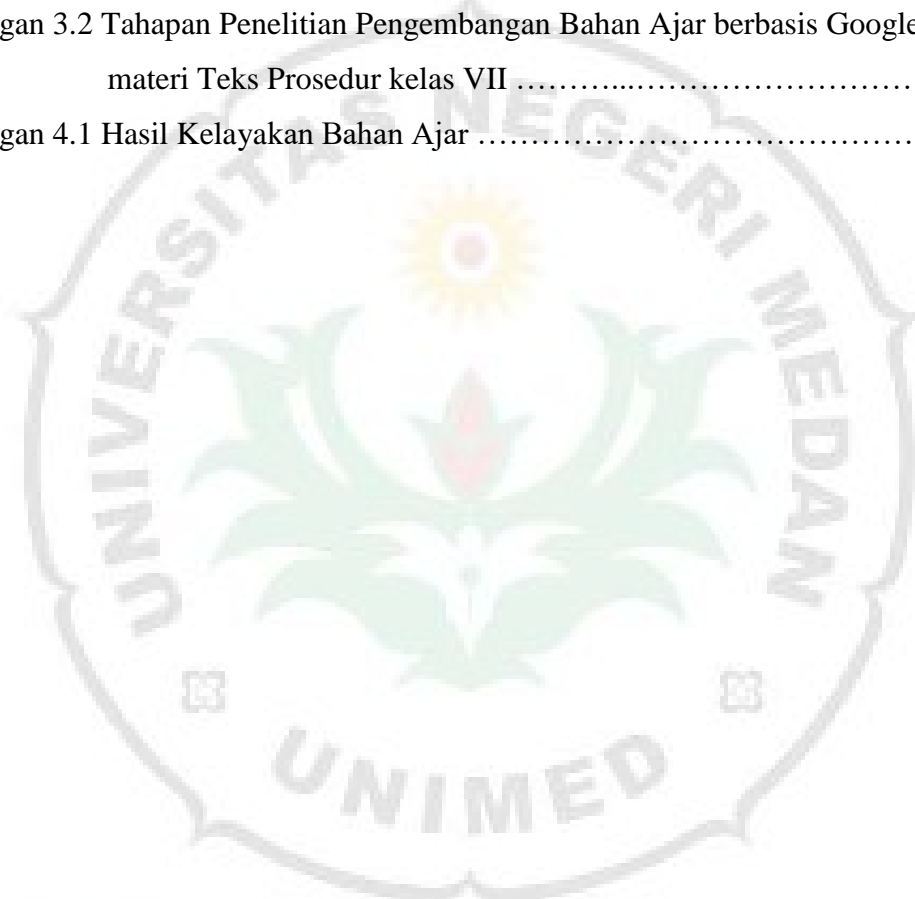 gan 3.2 Tahapan Penelitian Pengembangan Bahan Ajar berbasis Google
materi Teks Prosedur kelas VII ………...………………………
gan 4.1 Hasil Kelayakan Bahan Ajar ……………………………………
UNIVERSITAS NEGERI MEDAN
UNIMED